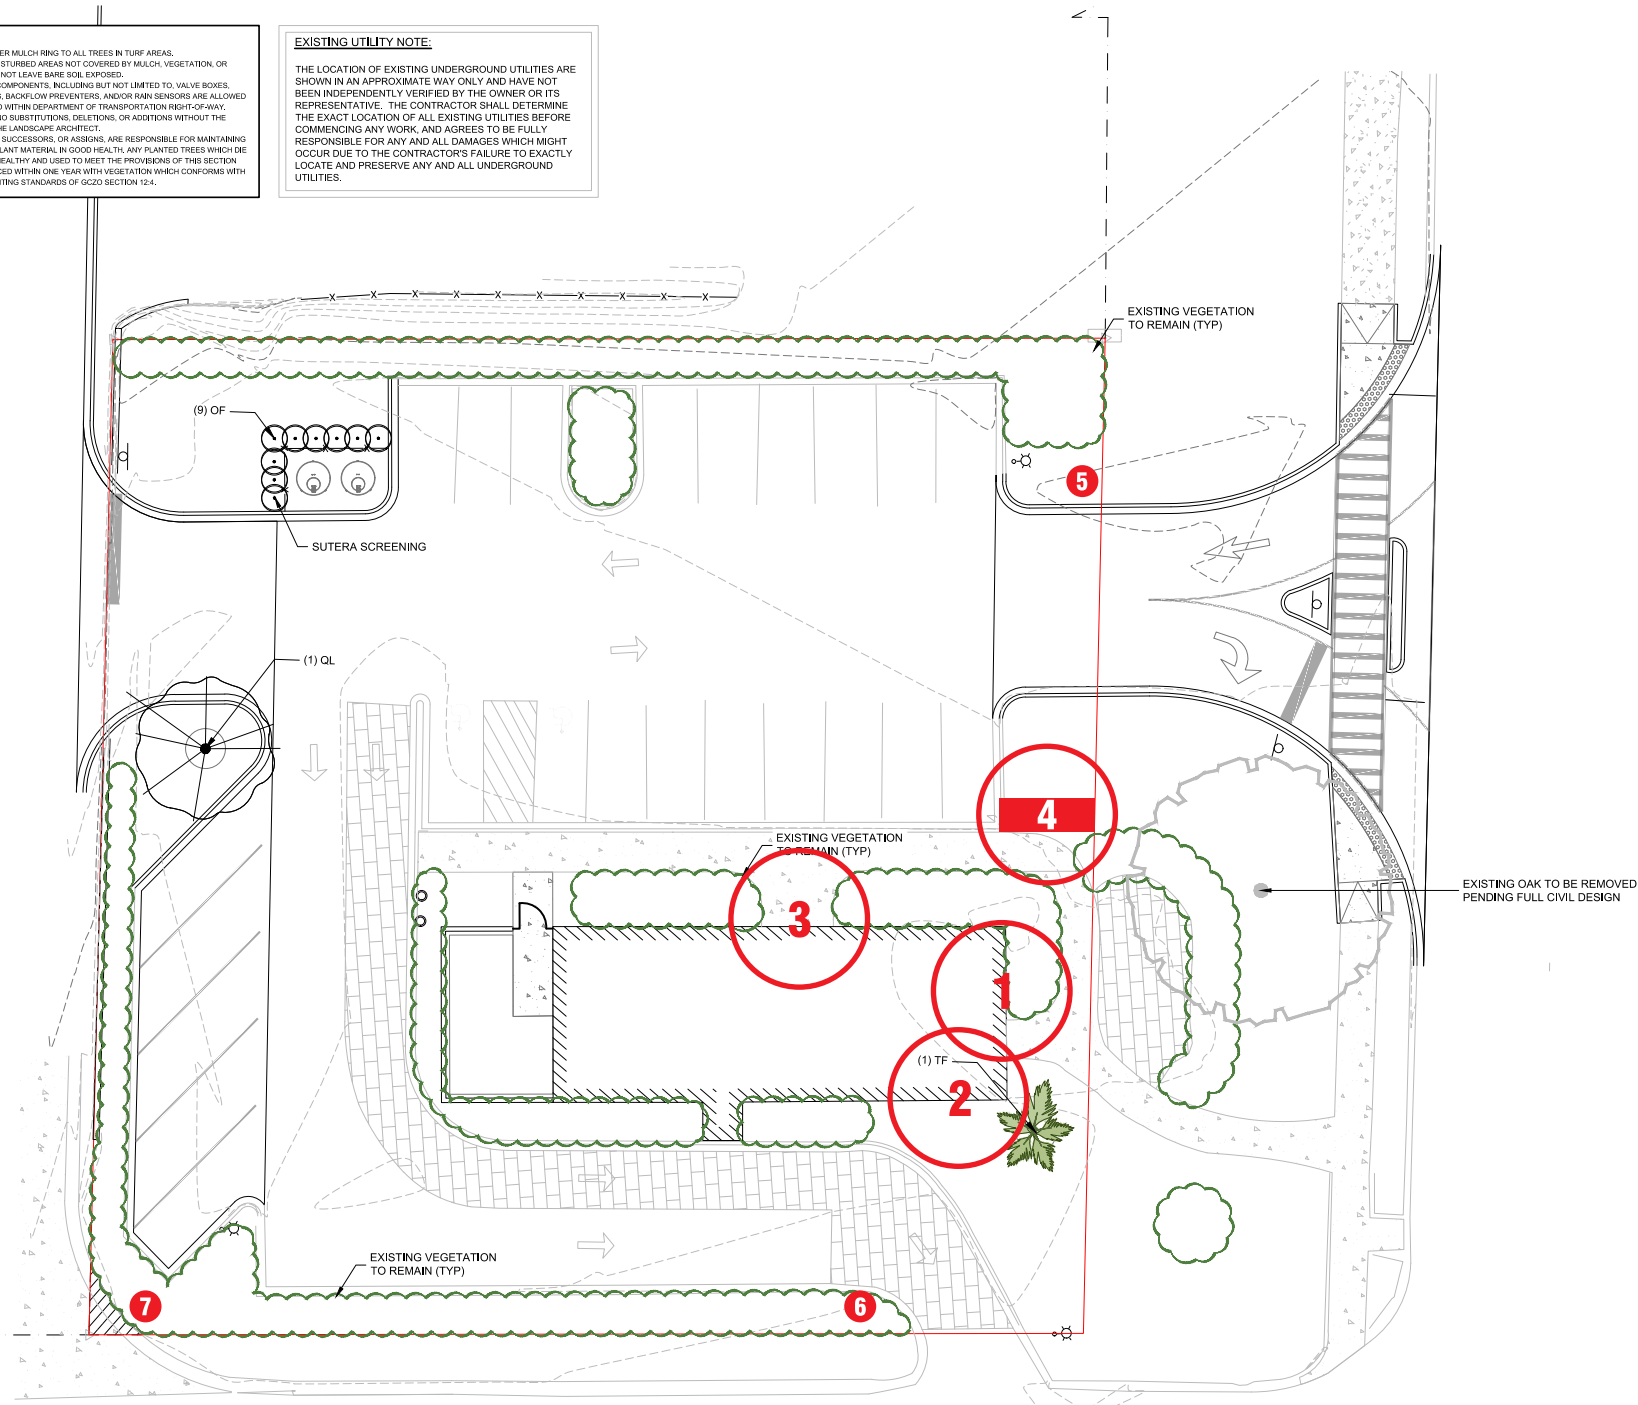 ER MULCH RING TO ALL TREES IN TURF AREAS.
STURBED AREAS NOT COVERED BY MULCH, VEGETATION, OR
NOT LEAVE BARE SOIL EXPOSED.
COMPONENTS, INCLUDING BUT NOT LIMITED TO, VALVE BOXES,
S, BACKFLOW PREVENTERS, AND/OR RAIN SENSORS ARE ALLOWED
D WITHIN DEPARTMENT OF TRANSPORTATION RIGHT-OF-WAY.
NO SUBSTITUTIONS, DELETIONS, OR ADDITIONS WITHOUT THE
HE LANDSCAPE ARCHITECT.
SUCCESSORS, OR ASSIGNS, ARE RESPONSIBLE FOR MAINTAINING
LANT MATERIAL IN GOOD HEALTH. ANY PLANTED TREES WHICH DIE
EALTHY AND USED TO MEET THE PROVISIONS OF THIS SECTION
CED WITHIN ONE YEAR WITH VEGETATION WHICH CONFORMS WITH
TING STANDARDS OF GCZO SECTION 12:4.
EXISTING UTILITY NOTE:
THE LOCATION OF EXISTING UNDERGROUND UTILITIES ARE
SHOWN IN AN APPROXIMATE WAY ONLY AND HAVE NOT
BEEN INDEPENDENTLY VERIFIED BY THE OWNER OR ITS
REPRESENTATIVE. THE CONTRACTOR SHALL DETERMINE
THE EXACT LOCATION OF ALL EXISTING UTILITIES BEFORE
COMMENCING ANY WORK, AND AGREES TO BE FULLY
RESPONSIBLE FOR ANY AND ALL DAMAGES WHICH MIGHT
OCCUR DUE TO THE CONTRACTOR'S FAILURE TO EXACTLY
LOCATE AND PRESERVE ANY AND ALL UNDERGROUND
UTILITIES.
X X X X X X X X X X
EXISTING VEGETATION
TO REMAIN (TYP)
(9) OF
5
SUTERA SCREENING
(1) QL
4
EXISTING VEGETATION
TO REMAIN (TYP)
EXISTING OAK TO BE REMOVED
PENDING FULL CIVIL DESIGN
3
1
(1) TF
2
EXISTING VEGETATION
TO REMAIN (TYP)
7
6